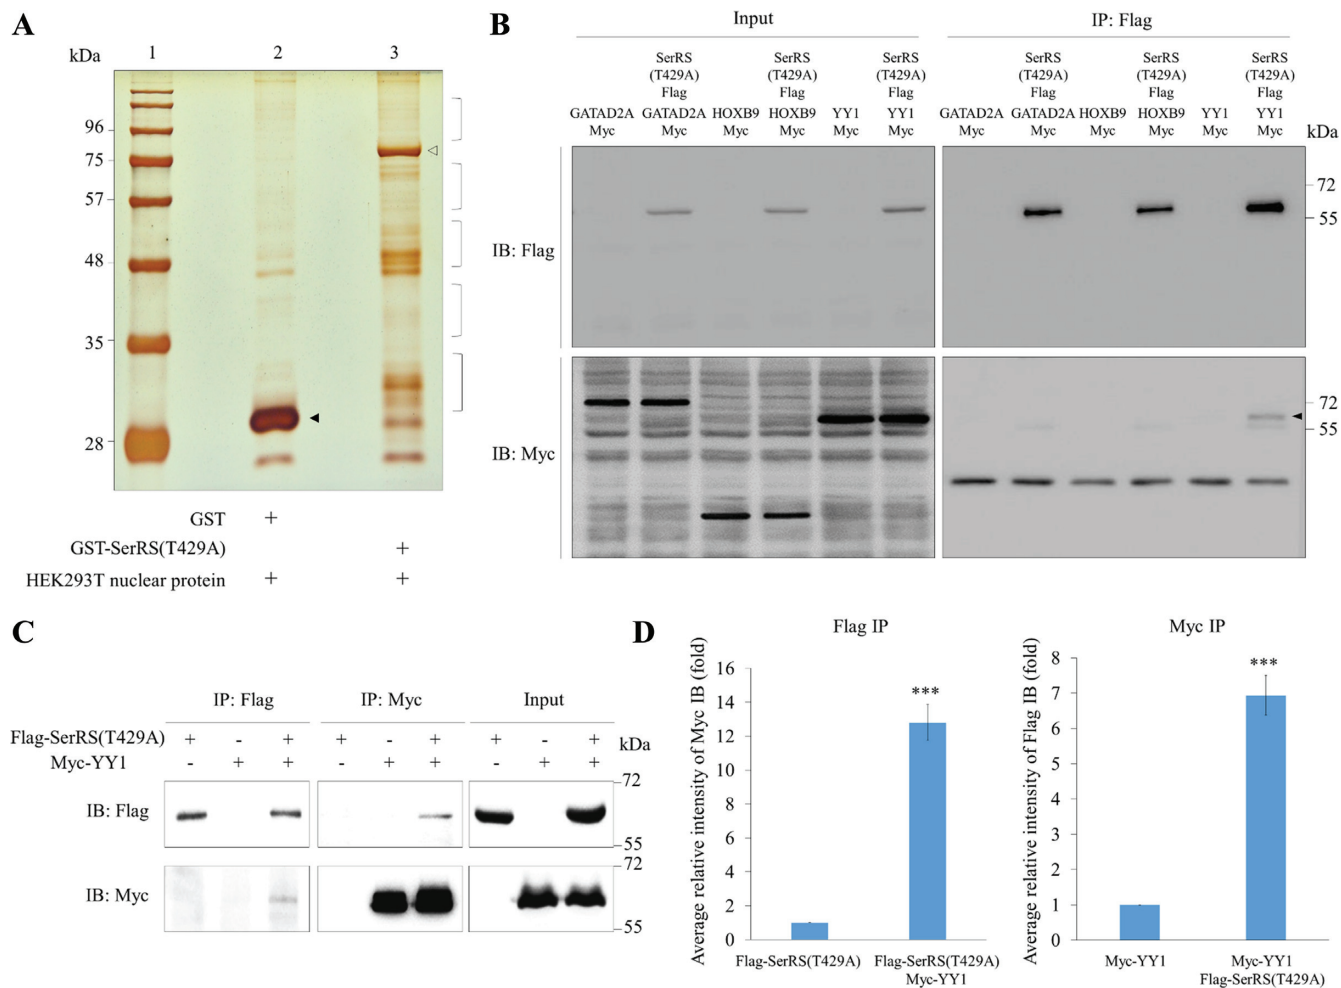 A
kDa
1 2 3
96
75
57
48
35
28
GST + 
GST-SerRS(T429A) +
HEK293T nuclear protein + +
B
Input IP: Flag
SerRS SerRS SerRS SerRS SerRS SerRS
(T429A) (T429A) (T429A) (T429A) (T429A) (T429A)
Flag Flag Flag Flag Flag Flag
GATAD2A GATAD2A HOXB9 HOXB9 YY1 YY1 GATAD2A GATAD2A HOXB9 HOXB9 YY1 YY1
Myc Myc Myc Myc Myc Myc Myc Myc Myc Myc Myc Myc
kDa
72
55
IB: Flag
72
55
IB: Myc
C
IP: Flag IP: Myc Input
Flag-SerRS(T429A) + - + + - + + - +
Myc-YY1 - + + - + + - + +
kDa
72
IB: Flag
55
72
IB: Myc
55
D
Flag IP
Average relative intensity of Myc IB (fold)
16
14
12
10
8
6
4
2
0
***
Flag-SerRS(T429A) Flag-SerRS(T429A)
Myc-YY1
Myc IP
Average relative intensity of Flag IB (fold)
8
7
6
5
4
3
2
1
0
***
Myc-YY1 Myc-YY1
Flag-SerRS(T429A)